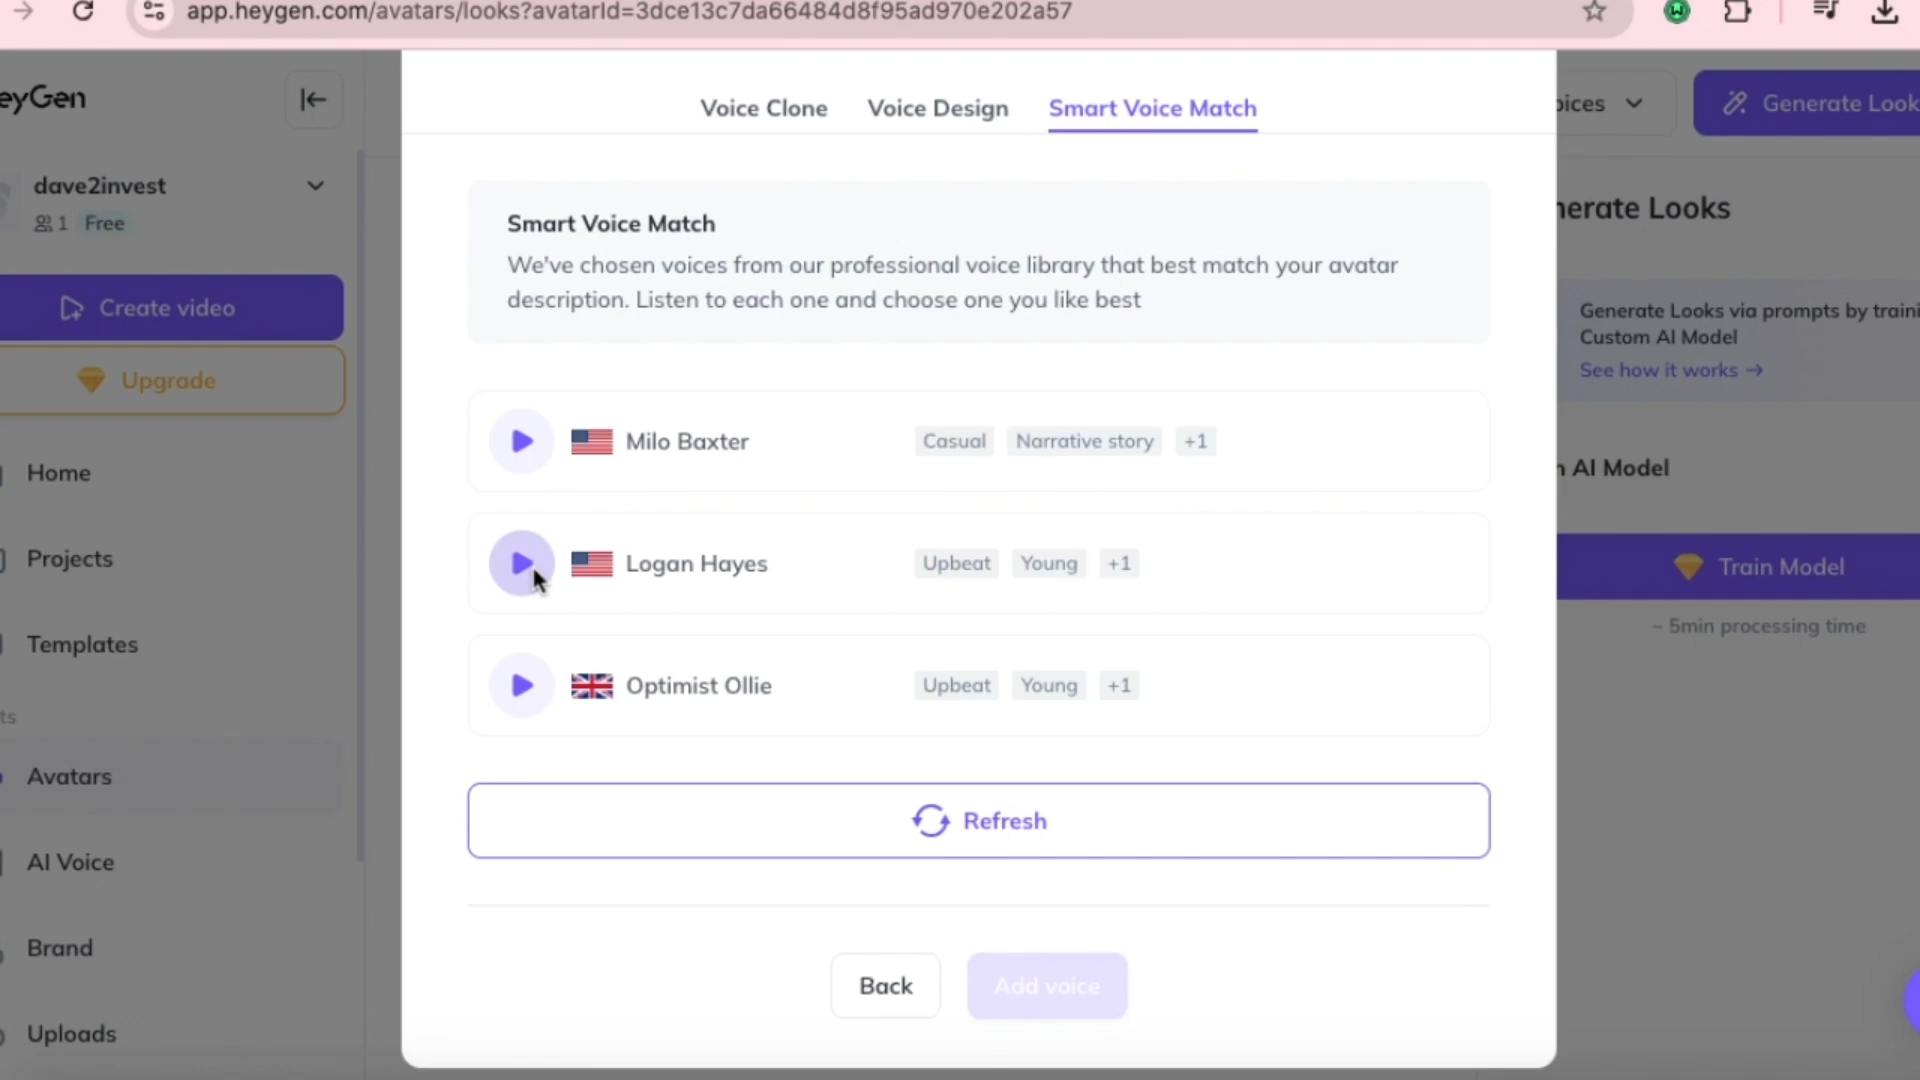 app.heygen.com/avatars/looks?avatarId=3dce13c7da66484d8f95ad970e202a57
eyGen
dave2invest
1 Free
Create video
Upgrade
Home
Projects
Templates
ts
Avatars
AI Voice
Brand
Uploads
Voice Clone Voice Design Smart Voice Match
Smart Voice Match
We've chosen voices from our professional voice library that best match your avatar
description. Listen to each one and choose one you like best
Milo Baxter Casual Narrative story +1
Logan Hayes Upbeat Young +1
Optimist Ollie Upbeat Young +1
Refresh
Back Add voice
oices Generate Look
nerate Looks
Generate Looks via prompts by traini
Custom AI Model
See how it works →
n AI Model
Train Model
~ 5min processing time